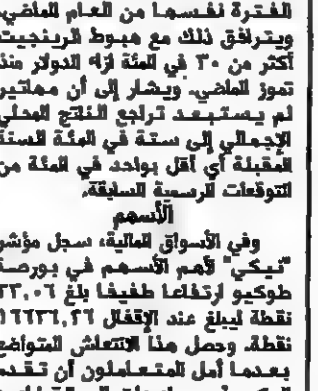 الفترة نفسها من العام الماضي.
ويترافق ذلك مع هبوط الرينجيت
أكثر من ٣٠ في المئة ازاء الدولار منذ
تموز الماضي. ويشار إلى أن مهاتير
لم يستبعد تراجع الناتج المحلي
الإجمالي إلى ستة في المئة السنة
المقبلة أي أقل بواحد في المئة من
التوقعات الرسمية السابقة.
الأسهم
وفي الأسواق المالية، سجل مؤشر
"نيكي" لأهم الأسهم في بورصة
طوكيو ارتفاعا طفيفا بلغ ٢٣,٠٦
نقطة ليبلغ عند الإقفال ١٦٦٣٦,٢٦
نقطة. وحصل هذا الانتعاش المتواضع
بعدما أمل المتعاملون أن تقدم